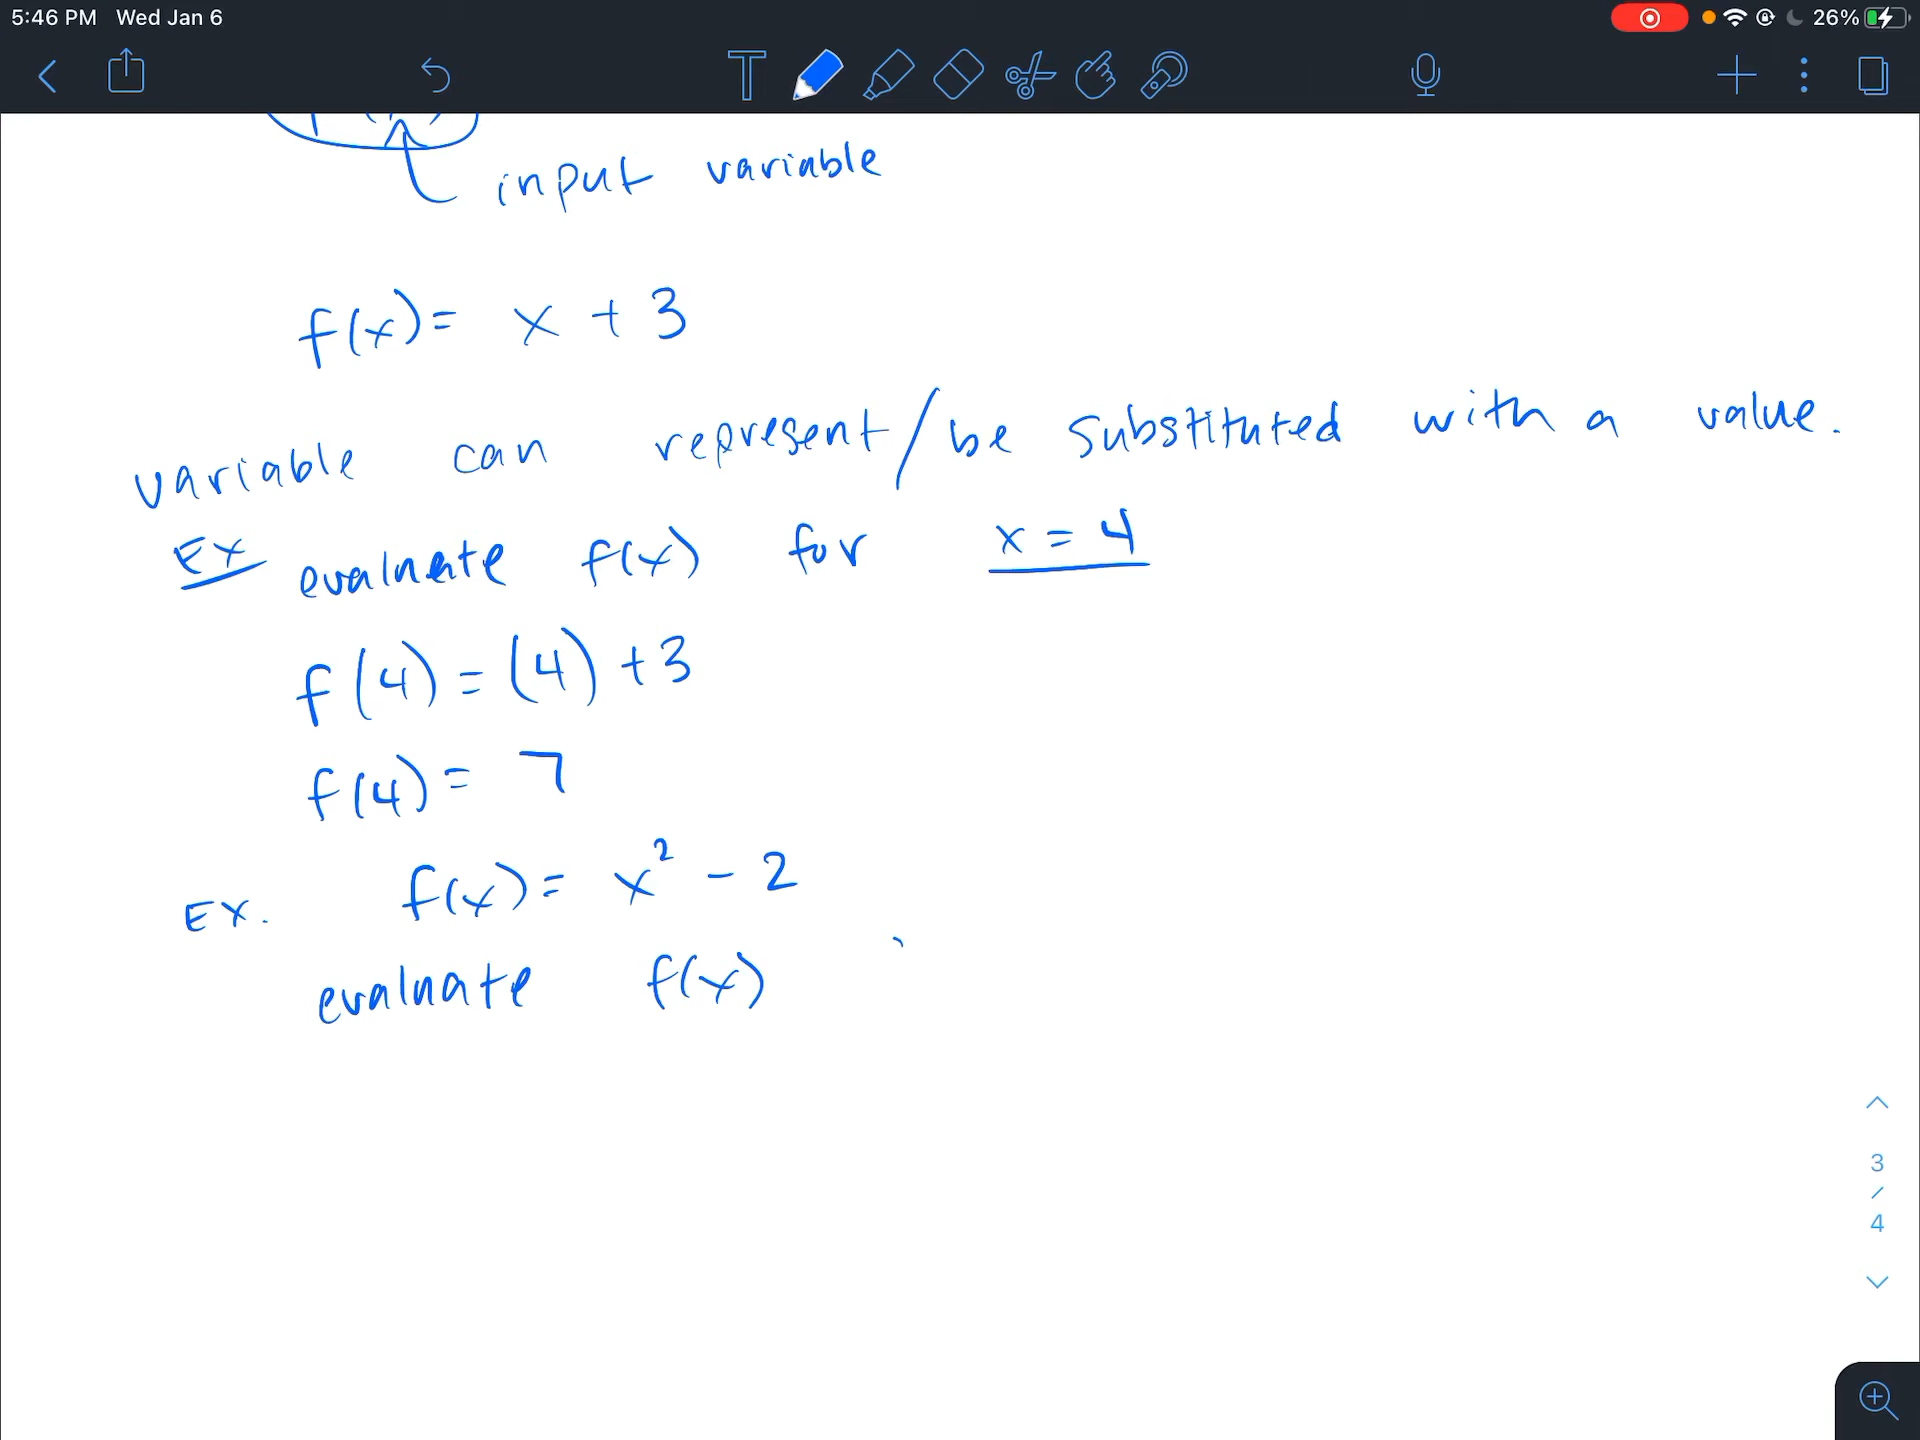 5:46 PM Wed Jan 6 26%
T
input variable
f(x) = x + 3
variable can represent/be substituted with a value.
EX evaluate f(x) for x = 4
f(4) = (4) + 3
f(4) = 7
EX. f(x) = x² - 2
evaluate f(x)
3
/
4